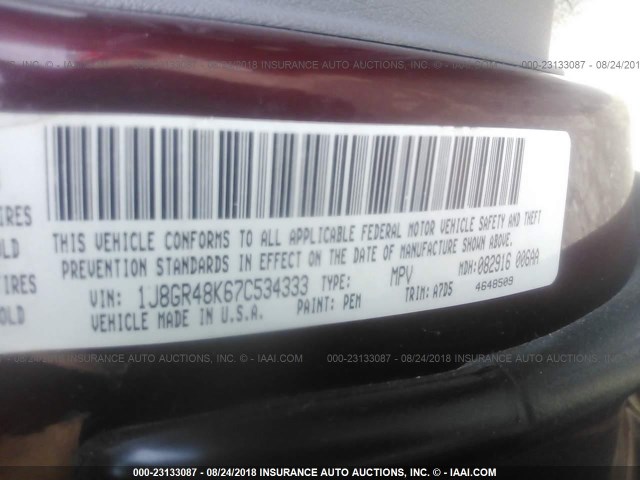 000-23133087 - 08/24/2018 INSURANCE AUTO AUCTIONS, INC. - © IAAI.COM
IRES
OLD
IRES
OLD
THIS VEHICLE CONFORMS TO ALL APPLICABLE FEDERAL MOTOR VEHICLE SAFETY AND THEFT
PREVENTION STANDARDS IN EFFECT ON THE DATE OF MANUFACTURE SHOWN ABOVE.
VIN: 1J8GR48K67C534333 TYPE: MPV MDH:082916 006AA
VEHICLE MADE IN U.S.A. PAINT: PEM TRIM: A7D5 4648509
000-23133087 - 08/24/2018 INSURANCE AUTO AUCTIONS, INC. - © IAAI.COM
000-23133087 - 08/24/2018 INSURANCE AUTO AUCTIONS, INC. - © IAAI.COM